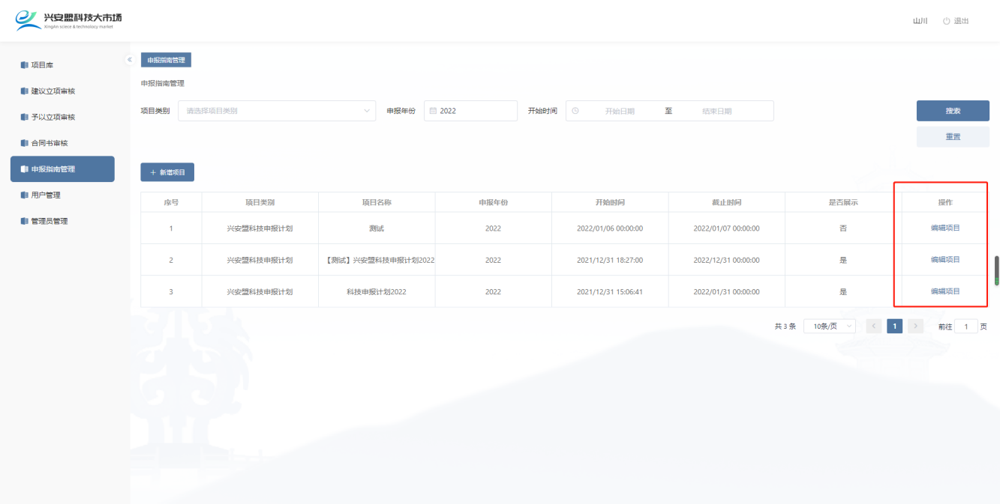 兴安盟科技大市场
XingAn sciece & technology market
山川 退出
项目库
建议立项审核
予以立项审核
合同书审核
申报指南管理
用户管理
管理员管理
申报指南管理
申报指南管理
项目类别 请选择项目类别 申报年份 2022 开始时间 开始日期 至 结束日期 搜索
重置
+ 新增项目
序号 项目类别 项目名称 申报年份 开始时间 截止时间 是否展示 操作
1 兴安盟科技申报计划 测试 2022 2022/01/06 00:00:00 2022/01/07 00:00:00 否 编辑项目
2 兴安盟科技申报计划 【测试】兴安盟科技申报计划2022 2022 2021/12/31 18:27:00 2022/12/31 00:00:00 是 编辑项目
3 兴安盟科技申报计划 科技申报计划2022 2022 2021/12/31 15:06:41 2022/01/31 00:00:00 是 编辑项目
共 3 条 10条/页 < 1 > 前往 1 页